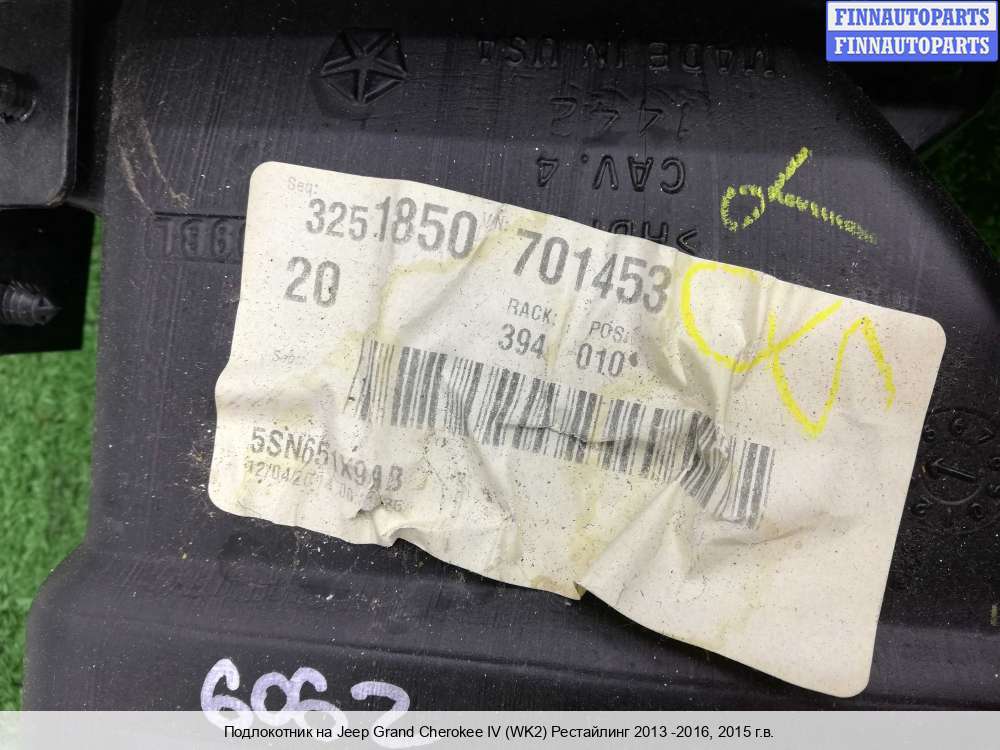 FINNAUTOPARTS
FINNAUTOPARTS
MADE IN USA
1442
CAV. 4
Seq:
3251850
701453
20
RACK: POS:
394 010
5SN651X9AB
6062
Подлокотник на Jeep Grand Cherokee IV (WK2) Рестайлинг 2013 -2016, 2015 г.в.